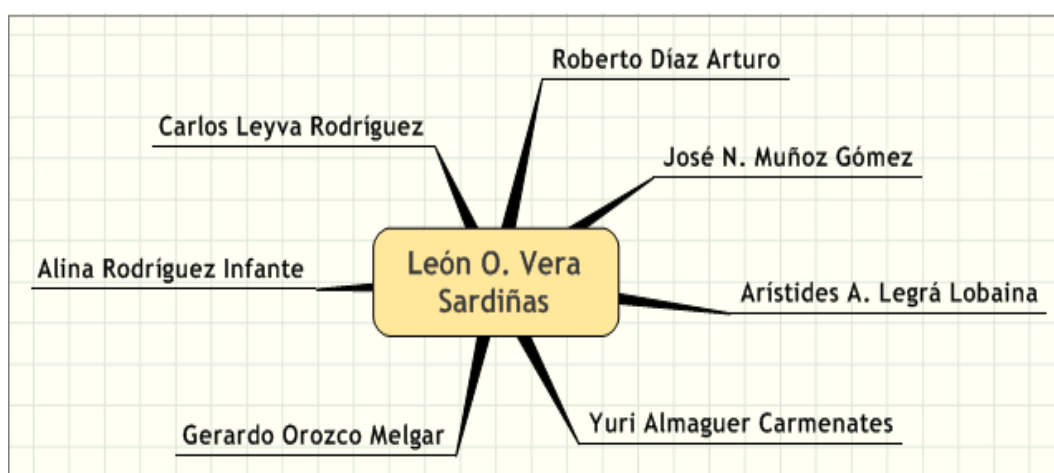 Roberto Díaz Arturo
Carlos Leyva Rodríguez
José N. Muñoz Gómez
León O. Vera
Sardiñas
Alina Rodríguez Infante
Arístides A. Legrá Lobaina
Yuri Almaguer Carmenates
Gerardo Orozco Melgar